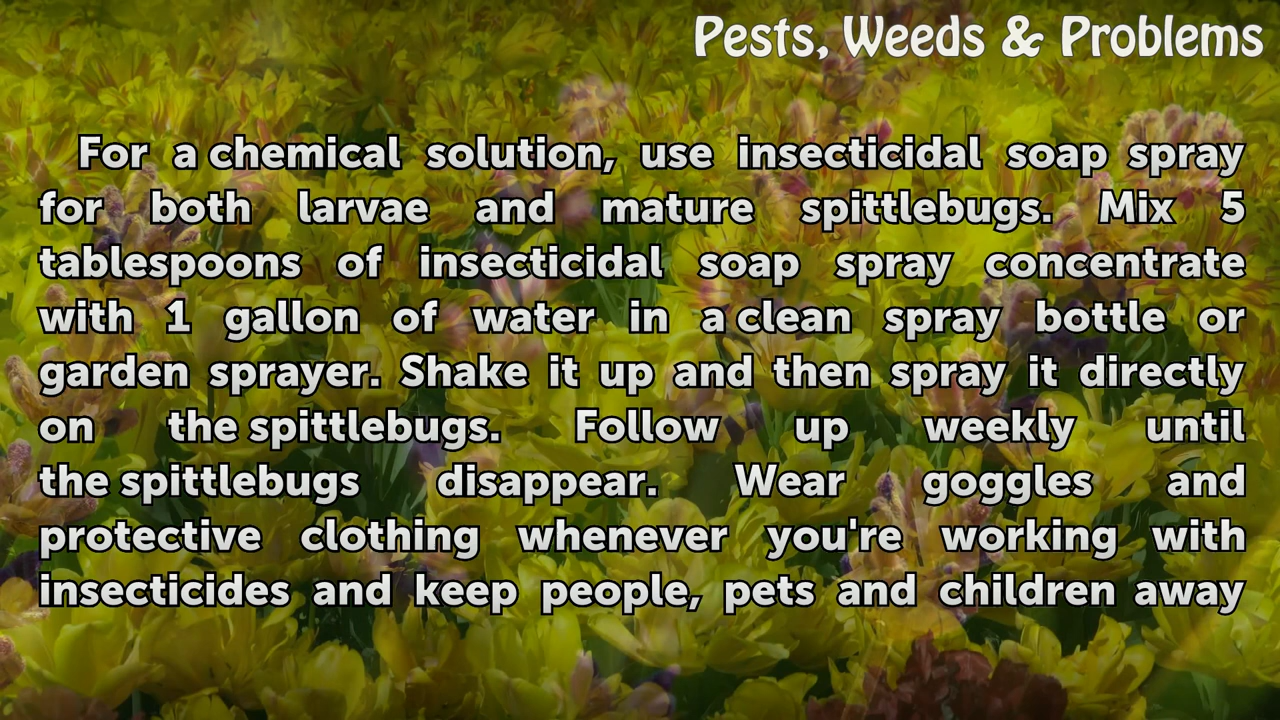 Pests, Weeds & Problems
For a chemical solution, use insecticidal soap spray
for both larvae and mature spittlebugs. Mix 5
tablespoons of insecticidal soap spray concentrate
with 1 gallon of water in a clean spray bottle or
garden sprayer. Shake it up and then spray it directly
on the spittlebugs. Follow up weekly until
the spittlebugs disappear. Wear goggles and
protective clothing whenever you're working with
insecticides and keep people, pets and children away